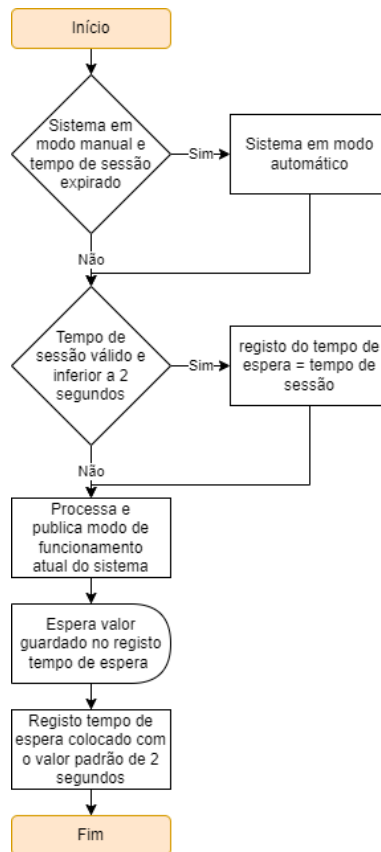 Início
Sistema em
modo manual e
tempo de sessão
expirado
Sim
Sistema em modo
automático
Não
Tempo de
sessão válido e
inferior a 2
segundos
Sim
registo do tempo de
espera = tempo de
sessão
Não
Processa e
publica modo de
funcionamento
atual do sistema
Espera valor
guardado no registo
tempo de espera
Registo tempo de
espera colocado com
o valor padrão de 2
segundos
Fim